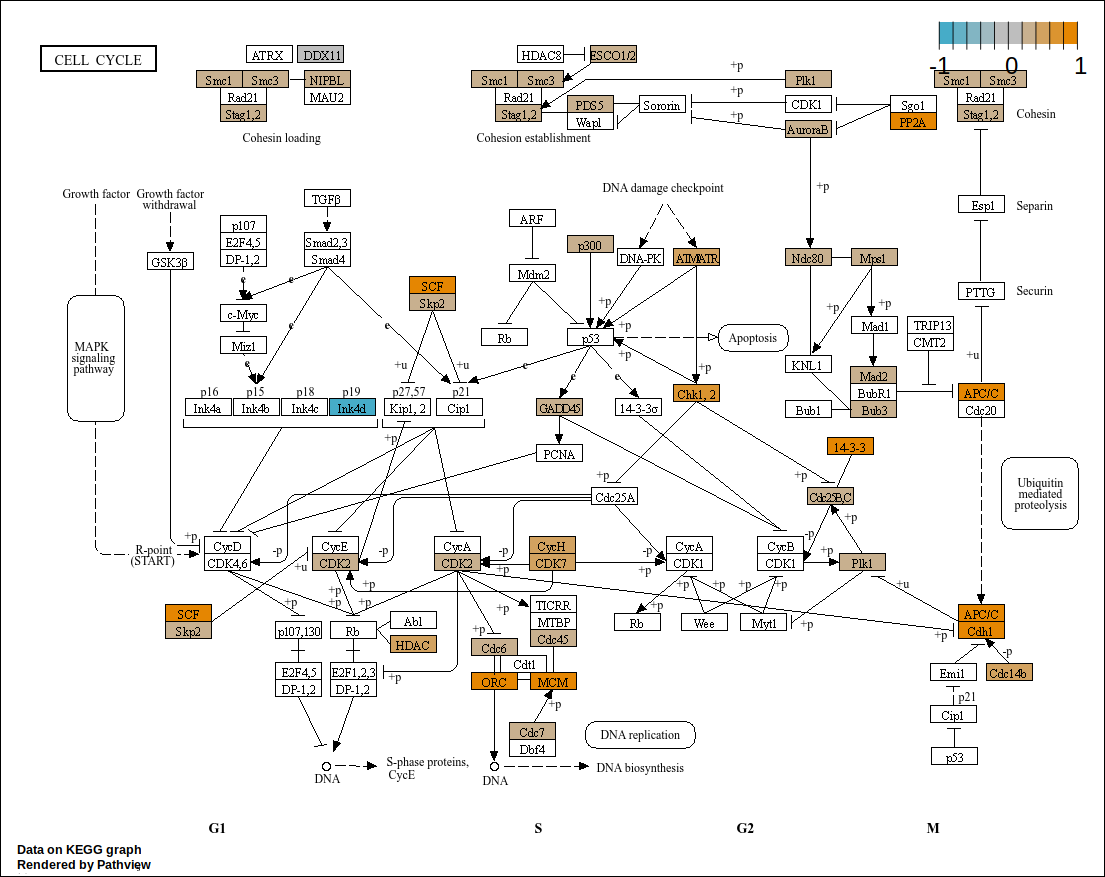 CELL CYCLE
ATRX DDX11
Smc1 Smc3 NIPBL
Rad21 MAU2
Stag1,2
Cohesin loading
HDAC8 ESCO1/2
Smc1 Smc3
Rad21
Stag1,2
PDS5
Wapl
Sororin
Cohesion establishment
+p
Plk1
+p
CDK1
+p
AuroraB
Sgo1
PP2A
-1 0 1
Smc1 Smc3
Rad21
Stag1,2
Cohesin
Growth factor
Growth factor
withdrawal
GSK3β
MAPK
signaling
pathway
p107
E2F4,5
DP-1,2
e
c-Myc
Miz1
e
TGFβ
Smad2,3
Smad4
e
e
SCF
Skp2
+u
+u
ARF
Mdm2
Rb
p300
DNA damage checkpoint
DNA-PK
ATMATR
+p
+p
p53
+p
Apoptosis
e
e
e
+p
Chk1, 2
GADD45
14-3-3σ
PCNA
+p
Ndc80 Mps1
+p
+p
Mad1
KNL1
Mad2
BubR1
Bub3
Bub1
TRIP13
CMT2
Esp1
Separin
PTTG
Securin
+u
APC/C
Cdc20
p16 p15 p18 p19 p27,57 p21
Ink4a Ink4b Ink4c Ink4d Kip1, 2 Cip1
+p
14-3-3
+p
Cdc25A
+p
Cdc25B,C
Ubiquitin
mediated
proteolysis
R-point
(START)
+p
CycD
CDK4,6
-p
CycE
CDK2
-p
CycA
CDK2
-p
+p
CycH
CDK7
-p
+p
CycA
CDK1
CycB
CDK1
-p
+p
+p
Plk1
+u
+u
SCF
Skp2
+p
+p
+p
+p
p107,130
Rb
Abl
HDAC
E2F4,5
DP-1,2
E2F1,2,3
DP-1,2
+p
+p
+p
TICRR
MTBP
Cdc45
Cdc6
Cdt1
ORC
MCM
+p
Cdc7
Dbf4
+p
+p
+p
+p
Rb
Wee
Myt1
+p
APC/C
Cdh1
+p
-p
Emi1
Cdc14b
p21
Cip1
p53
DNA replication
DNA
S-phase proteins,
CycE
DNA
DNA biosynthesis
G1 S G2 M
Data on KEGG graph
Rendered by Pathview